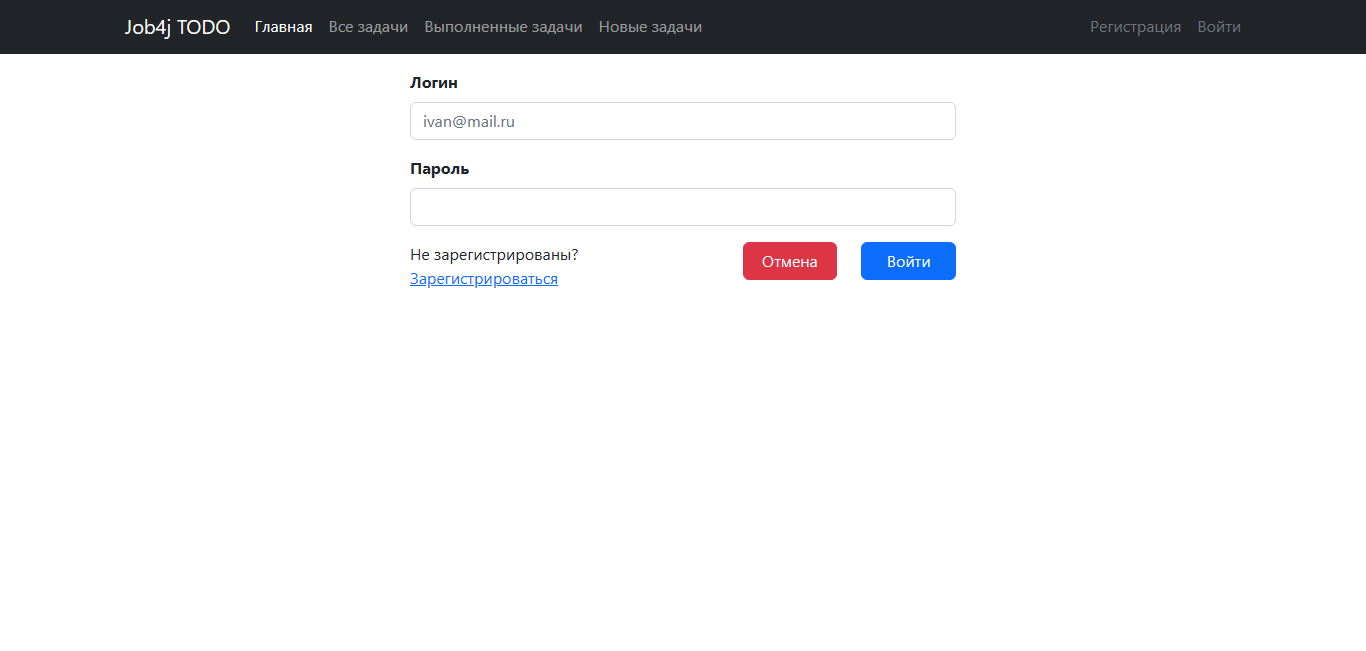 Job4j TODO Главная Все задачи Выполненные задачи Новые задачи Регистрация Войти
Логин
ivan@mail.ru
Пароль
Не зарегистрированы?
Зарегистрироваться
Отмена Войти